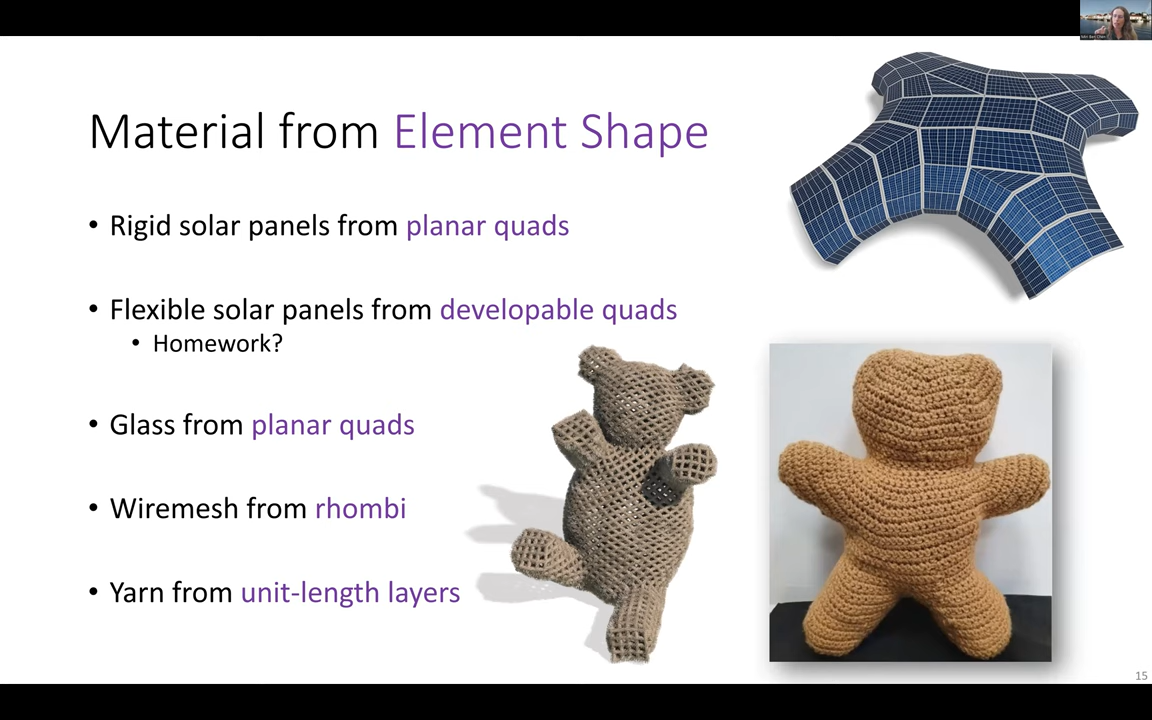 Material from Element Shape
• Rigid solar panels from planar quads
• Flexible solar panels from developable quads
• Homework?
• Glass from planar quads
• Wiremesh from rhombi
• Yarn from unit-length layers
15